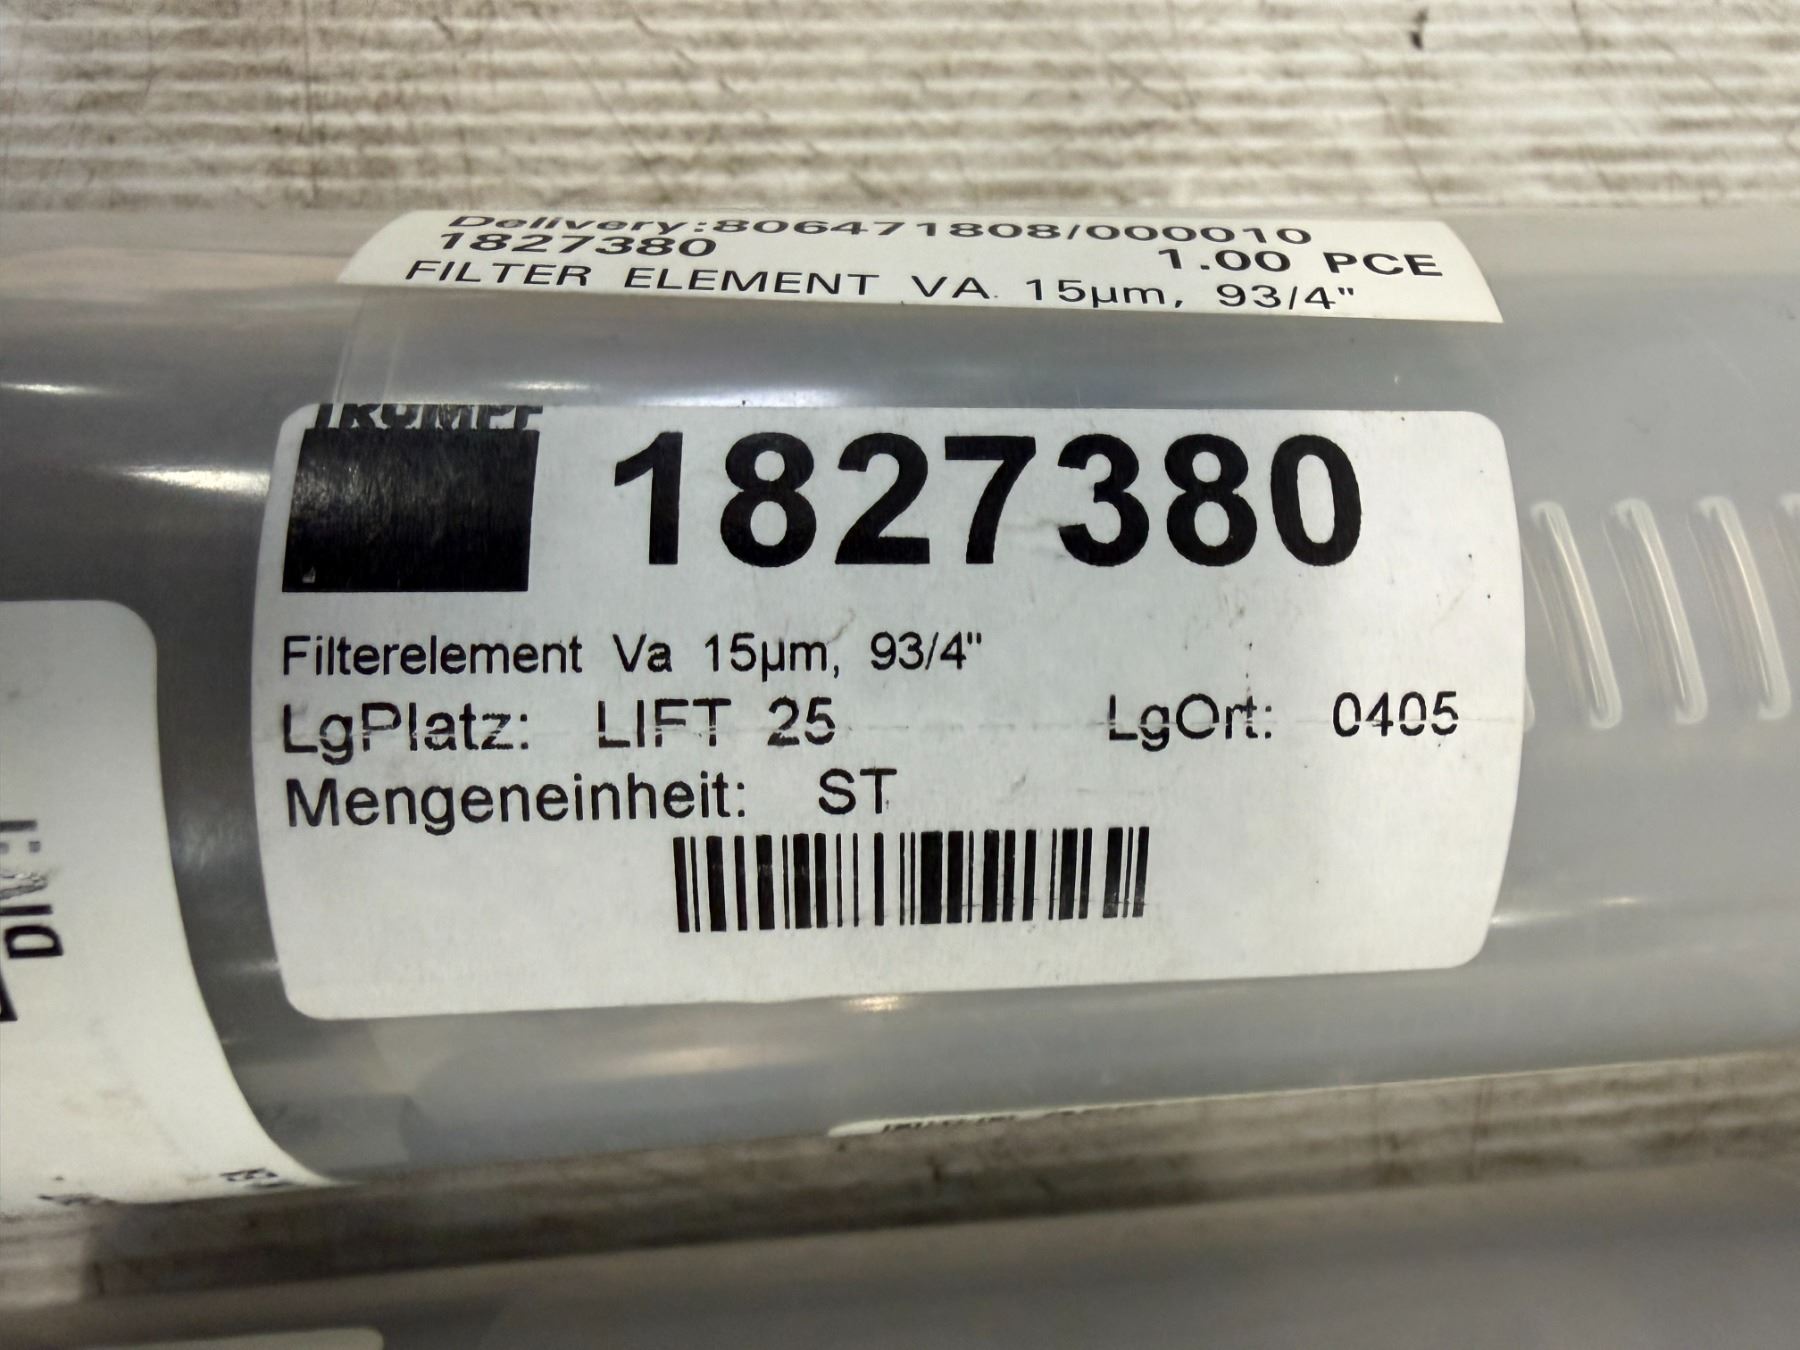 Delivery:806471808/000010
1827380 1.00 PCE
FILTER ELEMENT VA 15µm, 93/4"
TRUMPF
1827380
Filterelement Va 15µm, 93/4"
LgPlatz: LIFT 25 LgOrt: 0405
Mengeneinheit: ST